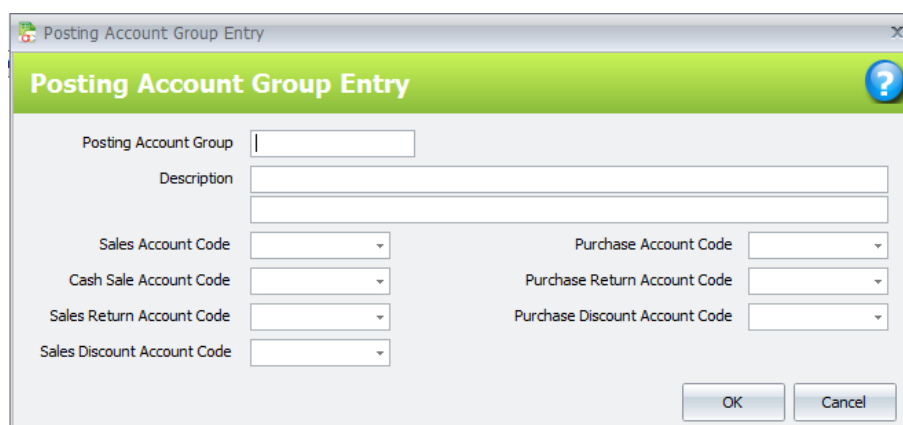 Posting Account Group Entry
Posting Account Group Entry
?
Posting Account Group
Description
Sales Account Code Purchase Account Code
Cash Sale Account Code Purchase Return Account Code
Sales Return Account Code Purchase Discount Account Code
Sales Discount Account Code
OK Cancel